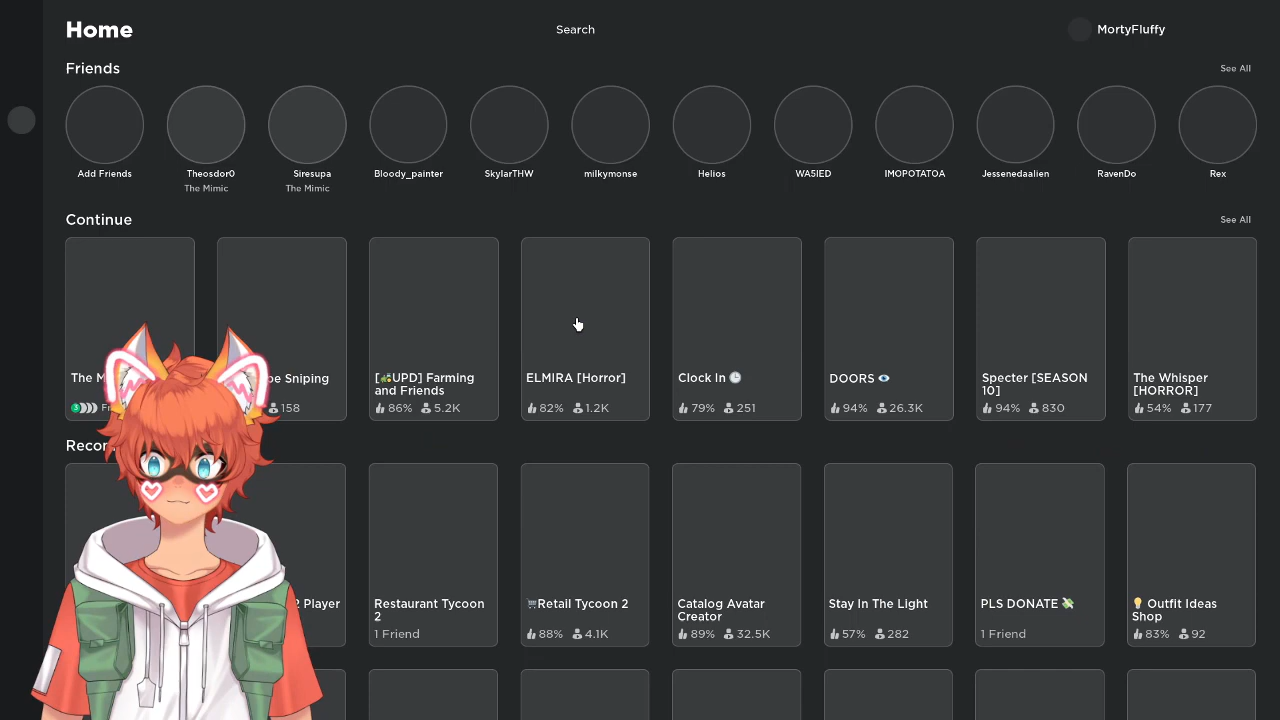 Home
Search
MortyFluffy
Friends
See All
Add Friends
Theosdor0
Siresupa
Bloody_painter
SkylarTHW
milkymonse
Helios
WA5IED
IMOPOTATOA
Jessenedaalien
RavenDo
Rex
The Mimic
The Mimic
Continue
See All
The M
pe Sniping
[🚜UPD] Farming
and Friends
ELMIRA [Horror]
Clock In 🕒
DOORS 👁️
Specter [SEASON
10]
The Whisper
[HORROR]
3
158
86% 5.2K
82% 1.2K
79% 251
94% 26.3K
94% 830
54% 177
Recom
2 Player
Restaurant Tycoon
2
🛒Retail Tycoon 2
Catalog Avatar
Creator
Stay In The Light
PLS DONATE 💸
💡 Outfit Ideas
Shop
1 Friend
88% 4.1K
89% 32.5K
57% 282
1 Friend
83% 92